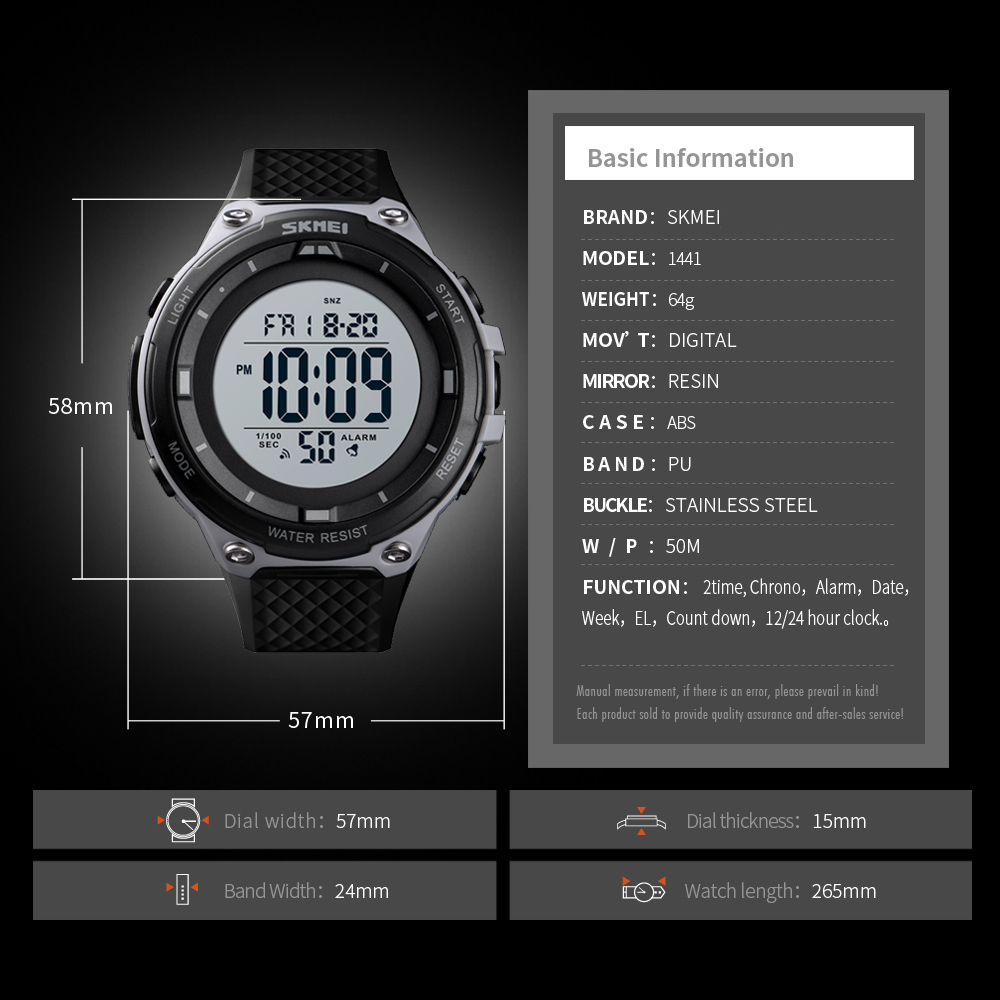 SKMEI
LIGHT
START
SNZ
FRI 8-20
PM 10:09
1/100
SEC
50
ALARM
MODE
RESET
WATER RESIST
58mm
57mm
Basic Information
BRAND： SKMEI
MODEL： 1441
WEIGHT： 64g
MOV’T： DIGITAL
MIRROR： RESIN
CASE： ABS
BAND： PU
BUCKLE： STAINLESS STEEL
W / P ： 50M
FUNCTION： 2time, Chrono，Alarm，Date，
Week，EL，Count down，12/24 hour clock.。
Manual measurement, if there is an error, please prevail in kind!
Each product sold to provide quality assurance and after-sales service!
Dial width： 57mm
Dial thickness： 15mm
Band Width： 24mm
Watch length： 265mm